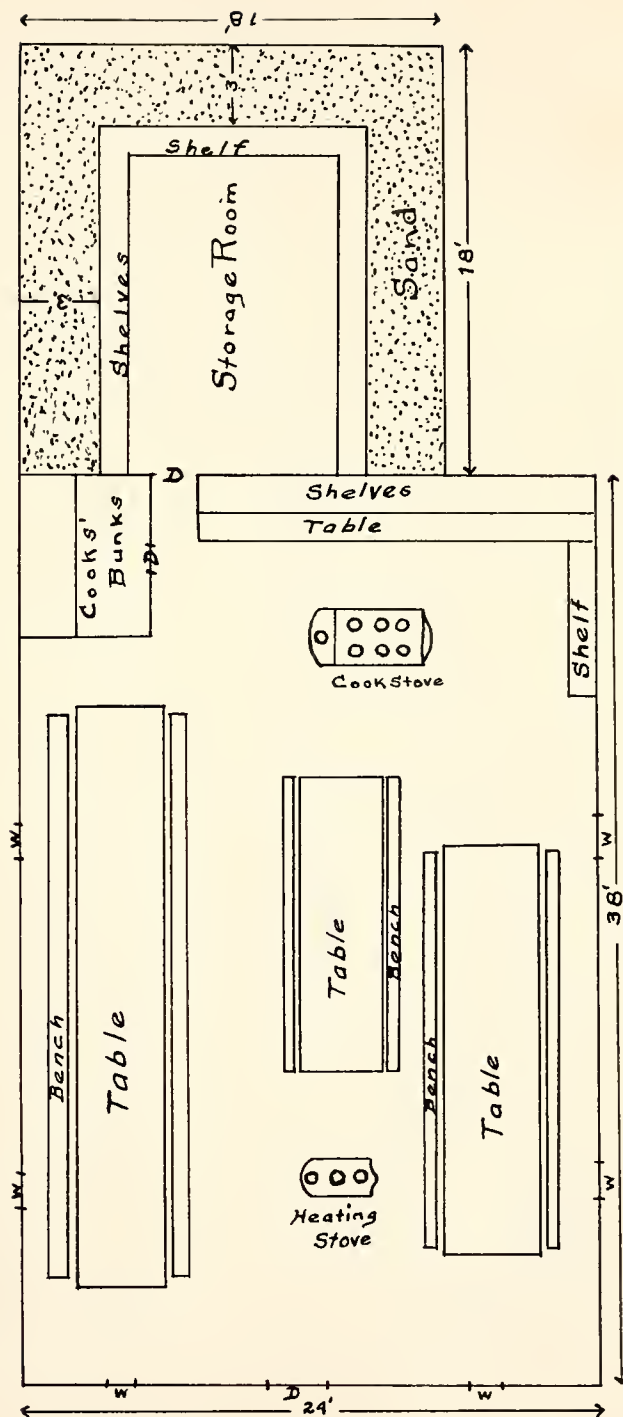 18'
3'
Shelf
Shelves
Storage Room
Sand
18'
3'
D
Shelves
Table
Cooks'
Bunks
D
Shelf
Cook Stove
W
W
38'
Table
Bench
Bench
Table
Bench
Table
W
W
Heating
Stove
W
D
W
24'